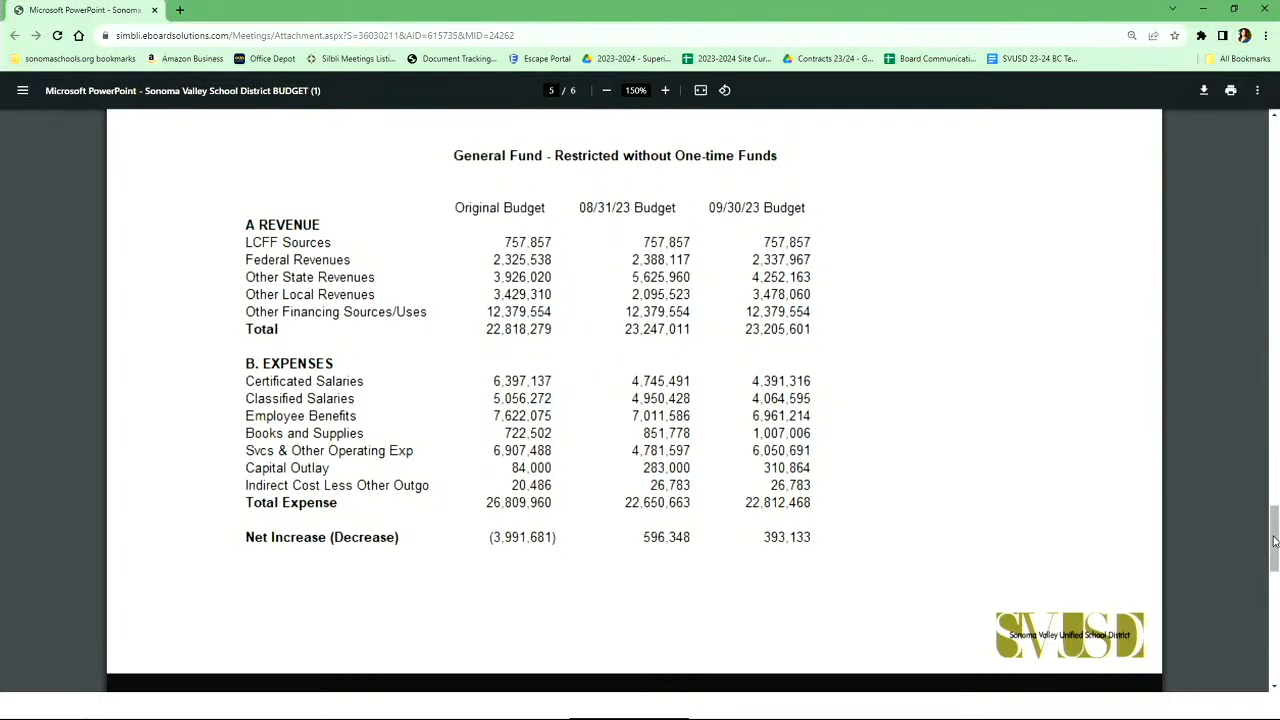 Microsoft PowerPoint - Sonoma
simbli.eboardsolutions.com/Meetings/Attachment.aspx?S=36030211&AID=615735&MID=24262
sonomaschools.org bookmarks Amazon Business Office Depot Silbli Meetings Listi... Document Tracking... Escape Portal 2023-2024 - Superi... 2023-2024 Site Cur... Contracts 23/24 - G... Board Communicati... SVUSD 23-24 BC Te... All Bookmarks
Microsoft PowerPoint - Sonoma Valley School District BUDGET (1) 5 / 6 150%
General Fund - Restricted without One-time Funds
Original Budget 08/31/23 Budget 09/30/23 Budget
A REVENUE
LCFF Sources 757,857 757,857 757,857
Federal Revenues 2,325,538 2,388,117 2,337,967
Other State Revenues 3,926,020 5,625,960 4,252,163
Other Local Revenues 3,429,310 2,095,523 3,478,060
Other Financing Sources/Uses 12,379,554 12,379,554 12,379,554
Total 22,818,279 23,247,011 23,205,601
B. EXPENSES
Certificated Salaries 6,397,137 4,745,491 4,391,316
Classified Salaries 5,056,272 4,950,428 4,064,595
Employee Benefits 7,622,075 7,011,586 6,961,214
Books and Supplies 722,502 851,778 1,007,006
Svcs & Other Operating Exp 6,907,488 4,781,597 6,050,691
Capital Outlay 84,000 283,000 310,864
Indirect Cost Less Other Outgo 20,486 26,783 26,783
Total Expense 26,809,960 22,650,663 22,812,468
Net Increase (Decrease) (3,991,681) 596,348 393,133
SVUSD
Sonoma Valley Unified School District